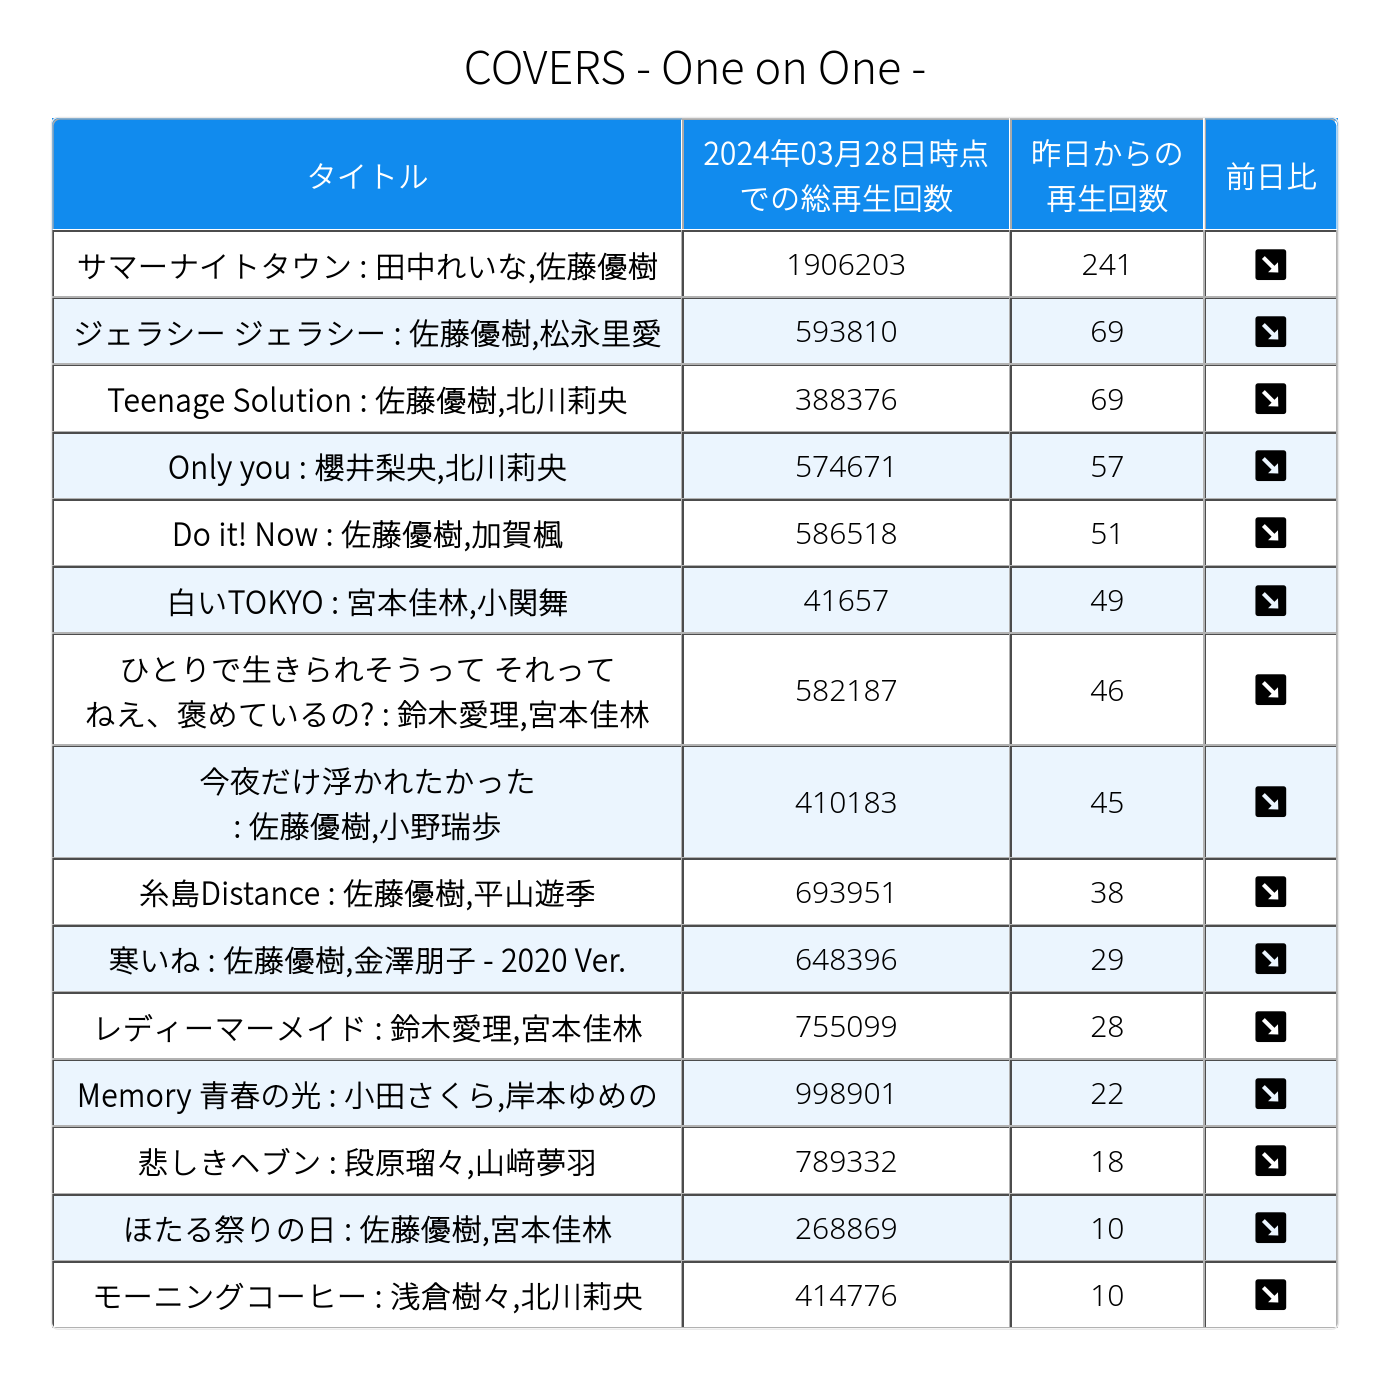 COVERS - One on One -
タイトル
2024年03月28日時点
での総再生回数
昨日からの
再生回数
前日比
サマーナイトタウン : 田中れいな,佐藤優樹
1906203
241
ジェラシー ジェラシー : 佐藤優樹,松永里愛
593810
69
Teenage Solution : 佐藤優樹,北川莉央
388376
69
Only you : 櫻井梨央,北川莉央
574671
57
Do it! Now : 佐藤優樹,加賀楓
586518
51
白いTOKYO : 宮本佳林,小関舞
41657
49
ひとりで生きられそうって それって
ねえ、褒めているの? : 鈴木愛理,宮本佳林
582187
46
今夜だけ浮かれたかった
: 佐藤優樹,小野瑞歩
410183
45
糸島Distance : 佐藤優樹,平山遊季
693951
38
寒いね : 佐藤優樹,金澤朋子 - 2020 Ver.
648396
29
レディーマーメイド : 鈴木愛理,宮本佳林
755099
28
Memory 青春の光 : 小田さくら,岸本ゆめの
998901
22
悲しきヘブン : 段原瑠々,山﨑夢羽
789332
18
ほたる祭りの日 : 佐藤優樹,宮本佳林
268869
10
モーニングコーヒー : 浅倉樹々,北川莉央
414776
10